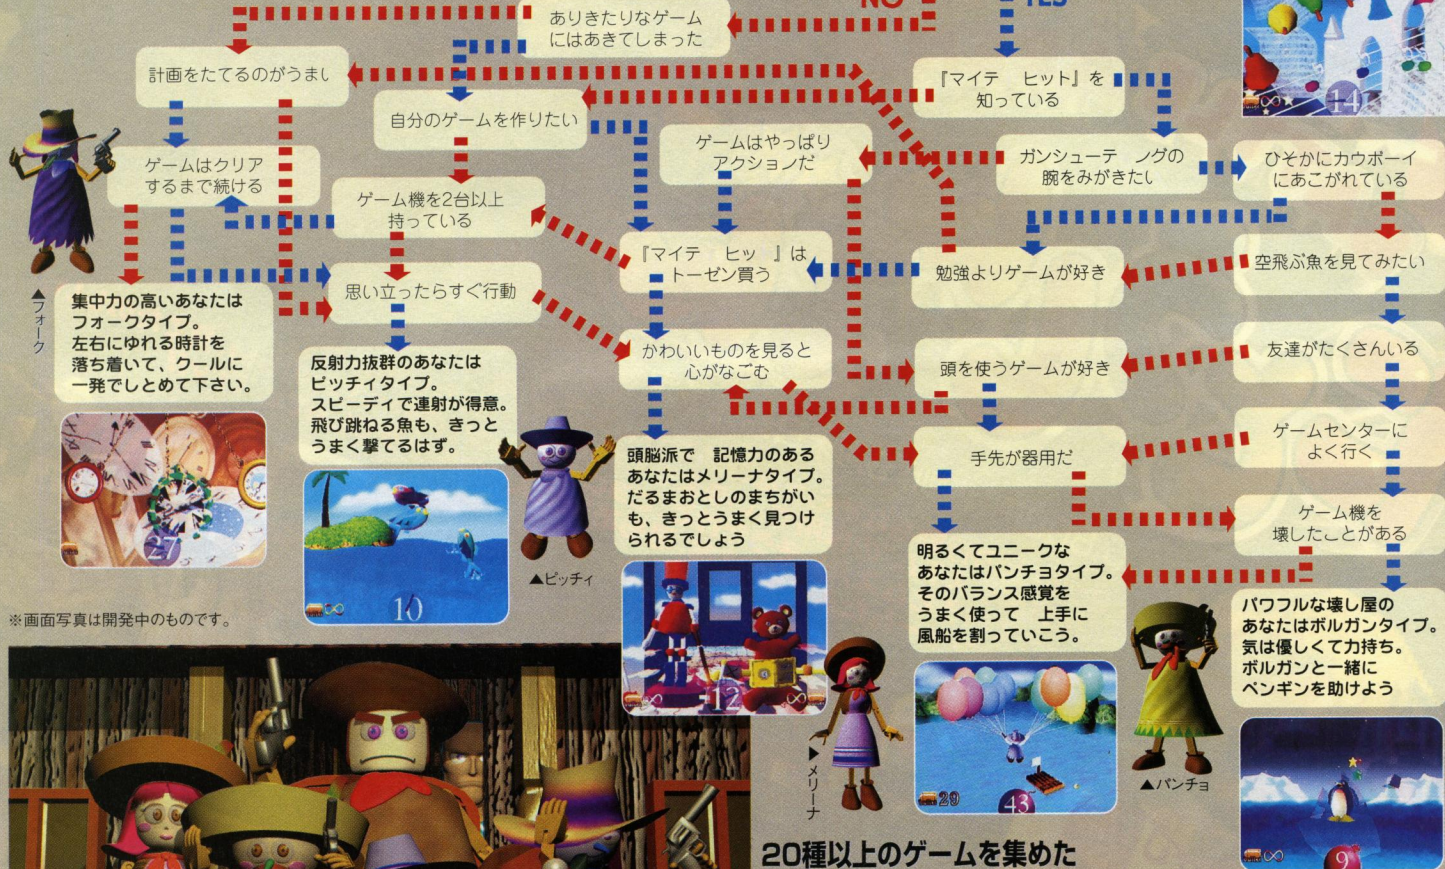 NO
YES
ありきたりなゲーム
にはあきてしまった
計画をたてるのがうまい
『マイテ　ヒット』を
知っている
14
自分のゲームを作りたい
ゲームはやっぱり
アクションだ
ガンシューテ　ングの
腕をみがきたい
ひそかにカウボーイ
にあこがれている
ゲームはクリア
するまで続ける
ゲーム機を2台以上
持っている
『マイテ　ヒッ　』は
トーゼン買う
勉強よりゲームが好き
空飛ぶ魚を見てみたい
思い立ったらすぐ行動
かわいいものを見ると
心がなごむ
頭を使うゲームが好き
友達がたくさんいる
手先が器用だ
ゲームセンターに
よく行く
ゲーム機を
壊したことがある
▲フォーク
集中力の高いあなたは
フォークタイプ。
左右にゆれる時計を
落ち着いて、クールに
一発でしとめて下さい。
27
反射力抜群のあなたは
ピッチィタイプ。
スピーディで連射が得意。
飛び跳ねる魚も、きっと
うまく撃てるはず。
∞
10
▲ピッチィ
頭脳派で　記憶力のある
あなたはメリーナタイプ。
だるまおとしのまちがい
も、きっとうまく見つけ
られるでしょう
∞
12
∞
▲メリーナ
明るくてユニークな
あなたはパンチョタイプ。
そのバランス感覚を
うまく使って　上手に
風船を割っていこう。
29
43
▲パンチョ
パワフルな壊し屋の
あなたはボルガンタイプ。
気は優しくて力持ち。
ボルガンと一緒に
ペンギンを助けよう
∞
9
※画面写真は開発中のものです。
20種以上のゲームを集めた